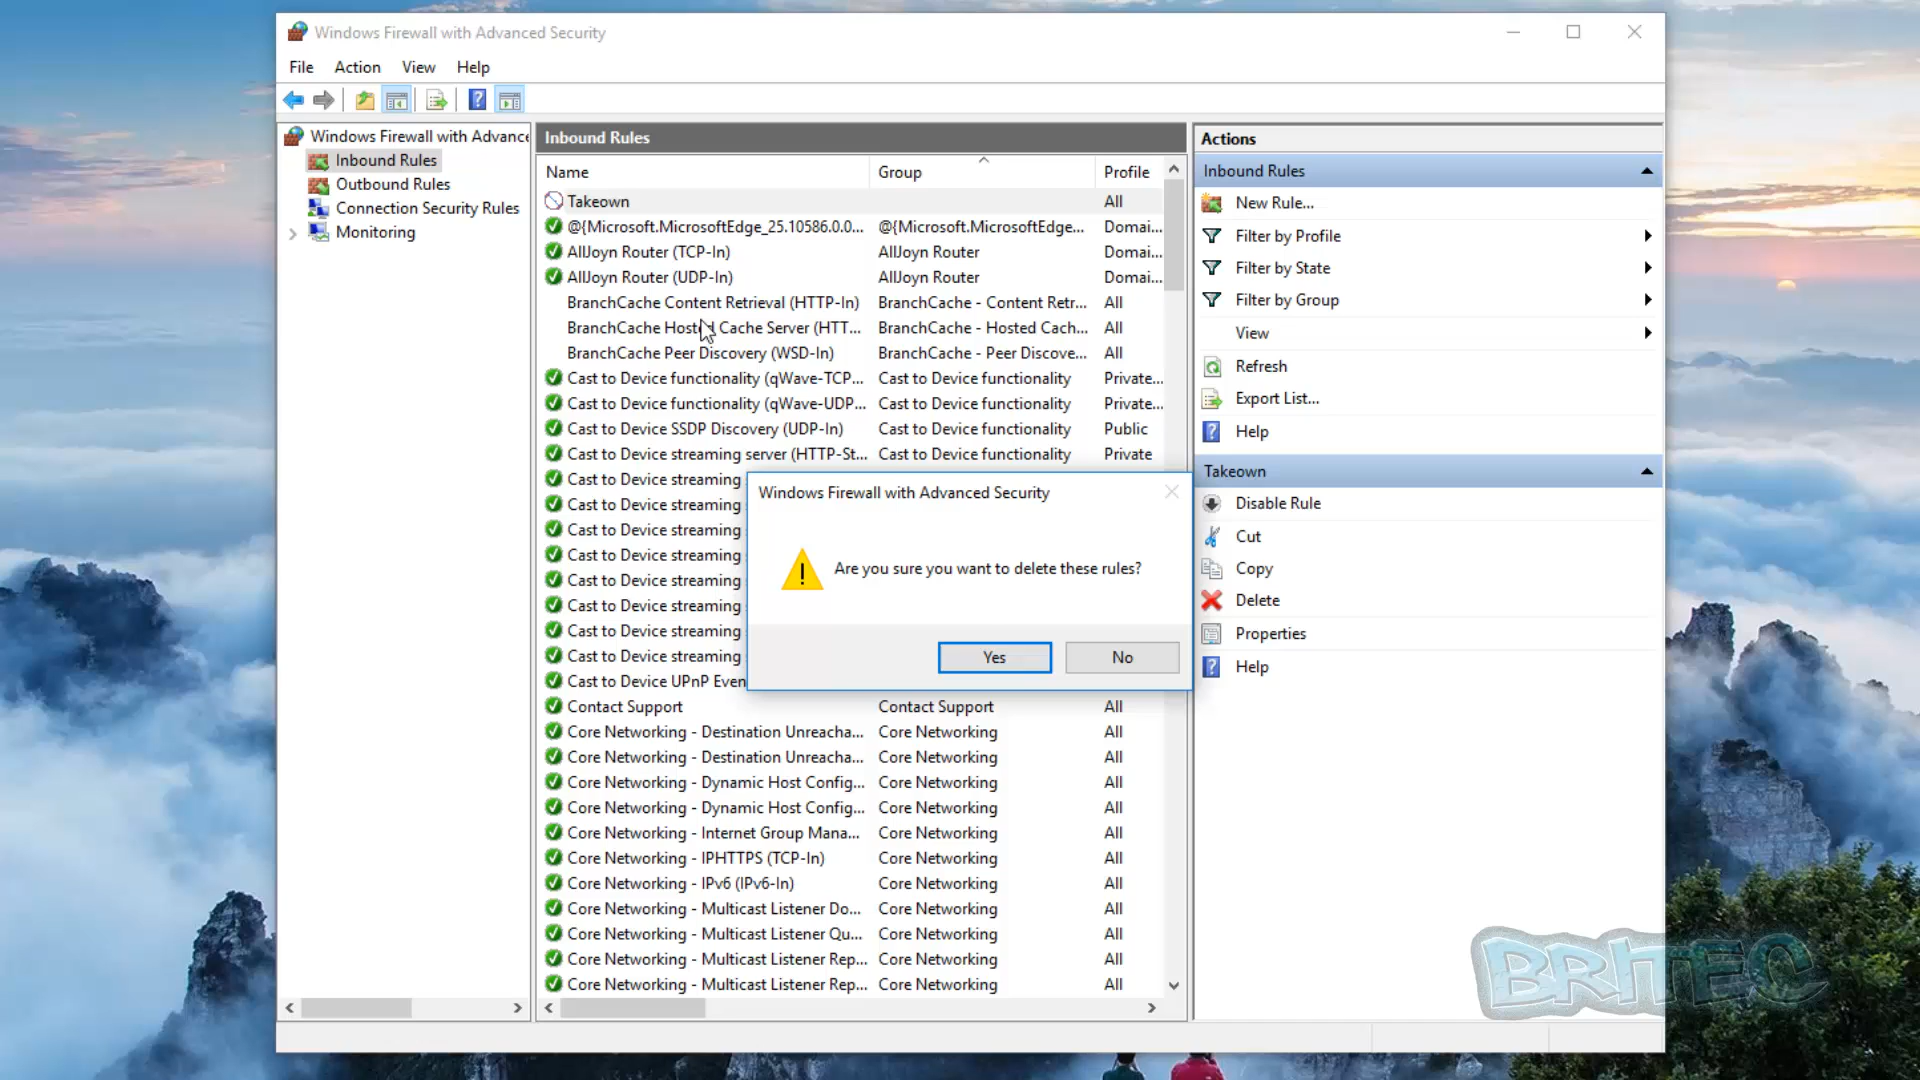 Windows Firewall with Advanced Security
File Action View Help
Windows Firewall with Advance
Inbound Rules
Outbound Rules
Connection Security Rules
Monitoring
Inbound Rules
Name Group Profile
Takeown All
@{Microsoft.MicrosoftEdge_25.10586.0.0... @{Microsoft.MicrosoftEdge... Domai...
AllJoyn Router (TCP-In) AllJoyn Router Domai...
AllJoyn Router (UDP-In) AllJoyn Router Domai...
BranchCache Content Retrieval (HTTP-In) BranchCache - Content Retr... All
BranchCache Hosted Cache Server (HTT... BranchCache - Hosted Cach... All
BranchCache Peer Discovery (WSD-In) BranchCache - Peer Discove... All
Cast to Device functionality (qWave-TCP... Cast to Device functionality Private...
Cast to Device functionality (qWave-UDP... Cast to Device functionality Private...
Cast to Device SSDP Discovery (UDP-In) Cast to Device functionality Public
Cast to Device streaming server (HTTP-St... Cast to Device functionality Private
Cast to Device streaming
Cast to Device streaming
Cast to Device streaming
Cast to Device streaming
Cast to Device streaming
Cast to Device streaming
Cast to Device streaming
Cast to Device streaming
Cast to Device UPnP Even
Contact Support Contact Support All
Core Networking - Destination Unreacha... Core Networking All
Core Networking - Destination Unreacha... Core Networking All
Core Networking - Dynamic Host Config... Core Networking All
Core Networking - Dynamic Host Config... Core Networking All
Core Networking - Internet Group Mana... Core Networking All
Core Networking - IPHTTPS (TCP-In) Core Networking All
Core Networking - IPv6 (IPv6-In) Core Networking All
Core Networking - Multicast Listener Do... Core Networking All
Core Networking - Multicast Listener Qu... Core Networking All
Core Networking - Multicast Listener Rep... Core Networking All
Core Networking - Multicast Listener Rep... Core Networking All
Windows Firewall with Advanced Security
Are you sure you want to delete these rules?
Yes No
Actions
Inbound Rules
New Rule...
Filter by Profile
Filter by State
Filter by Group
View
Refresh
Export List...
Help
Takeown
Disable Rule
Cut
Copy
Delete
Properties
Help
BRITEC